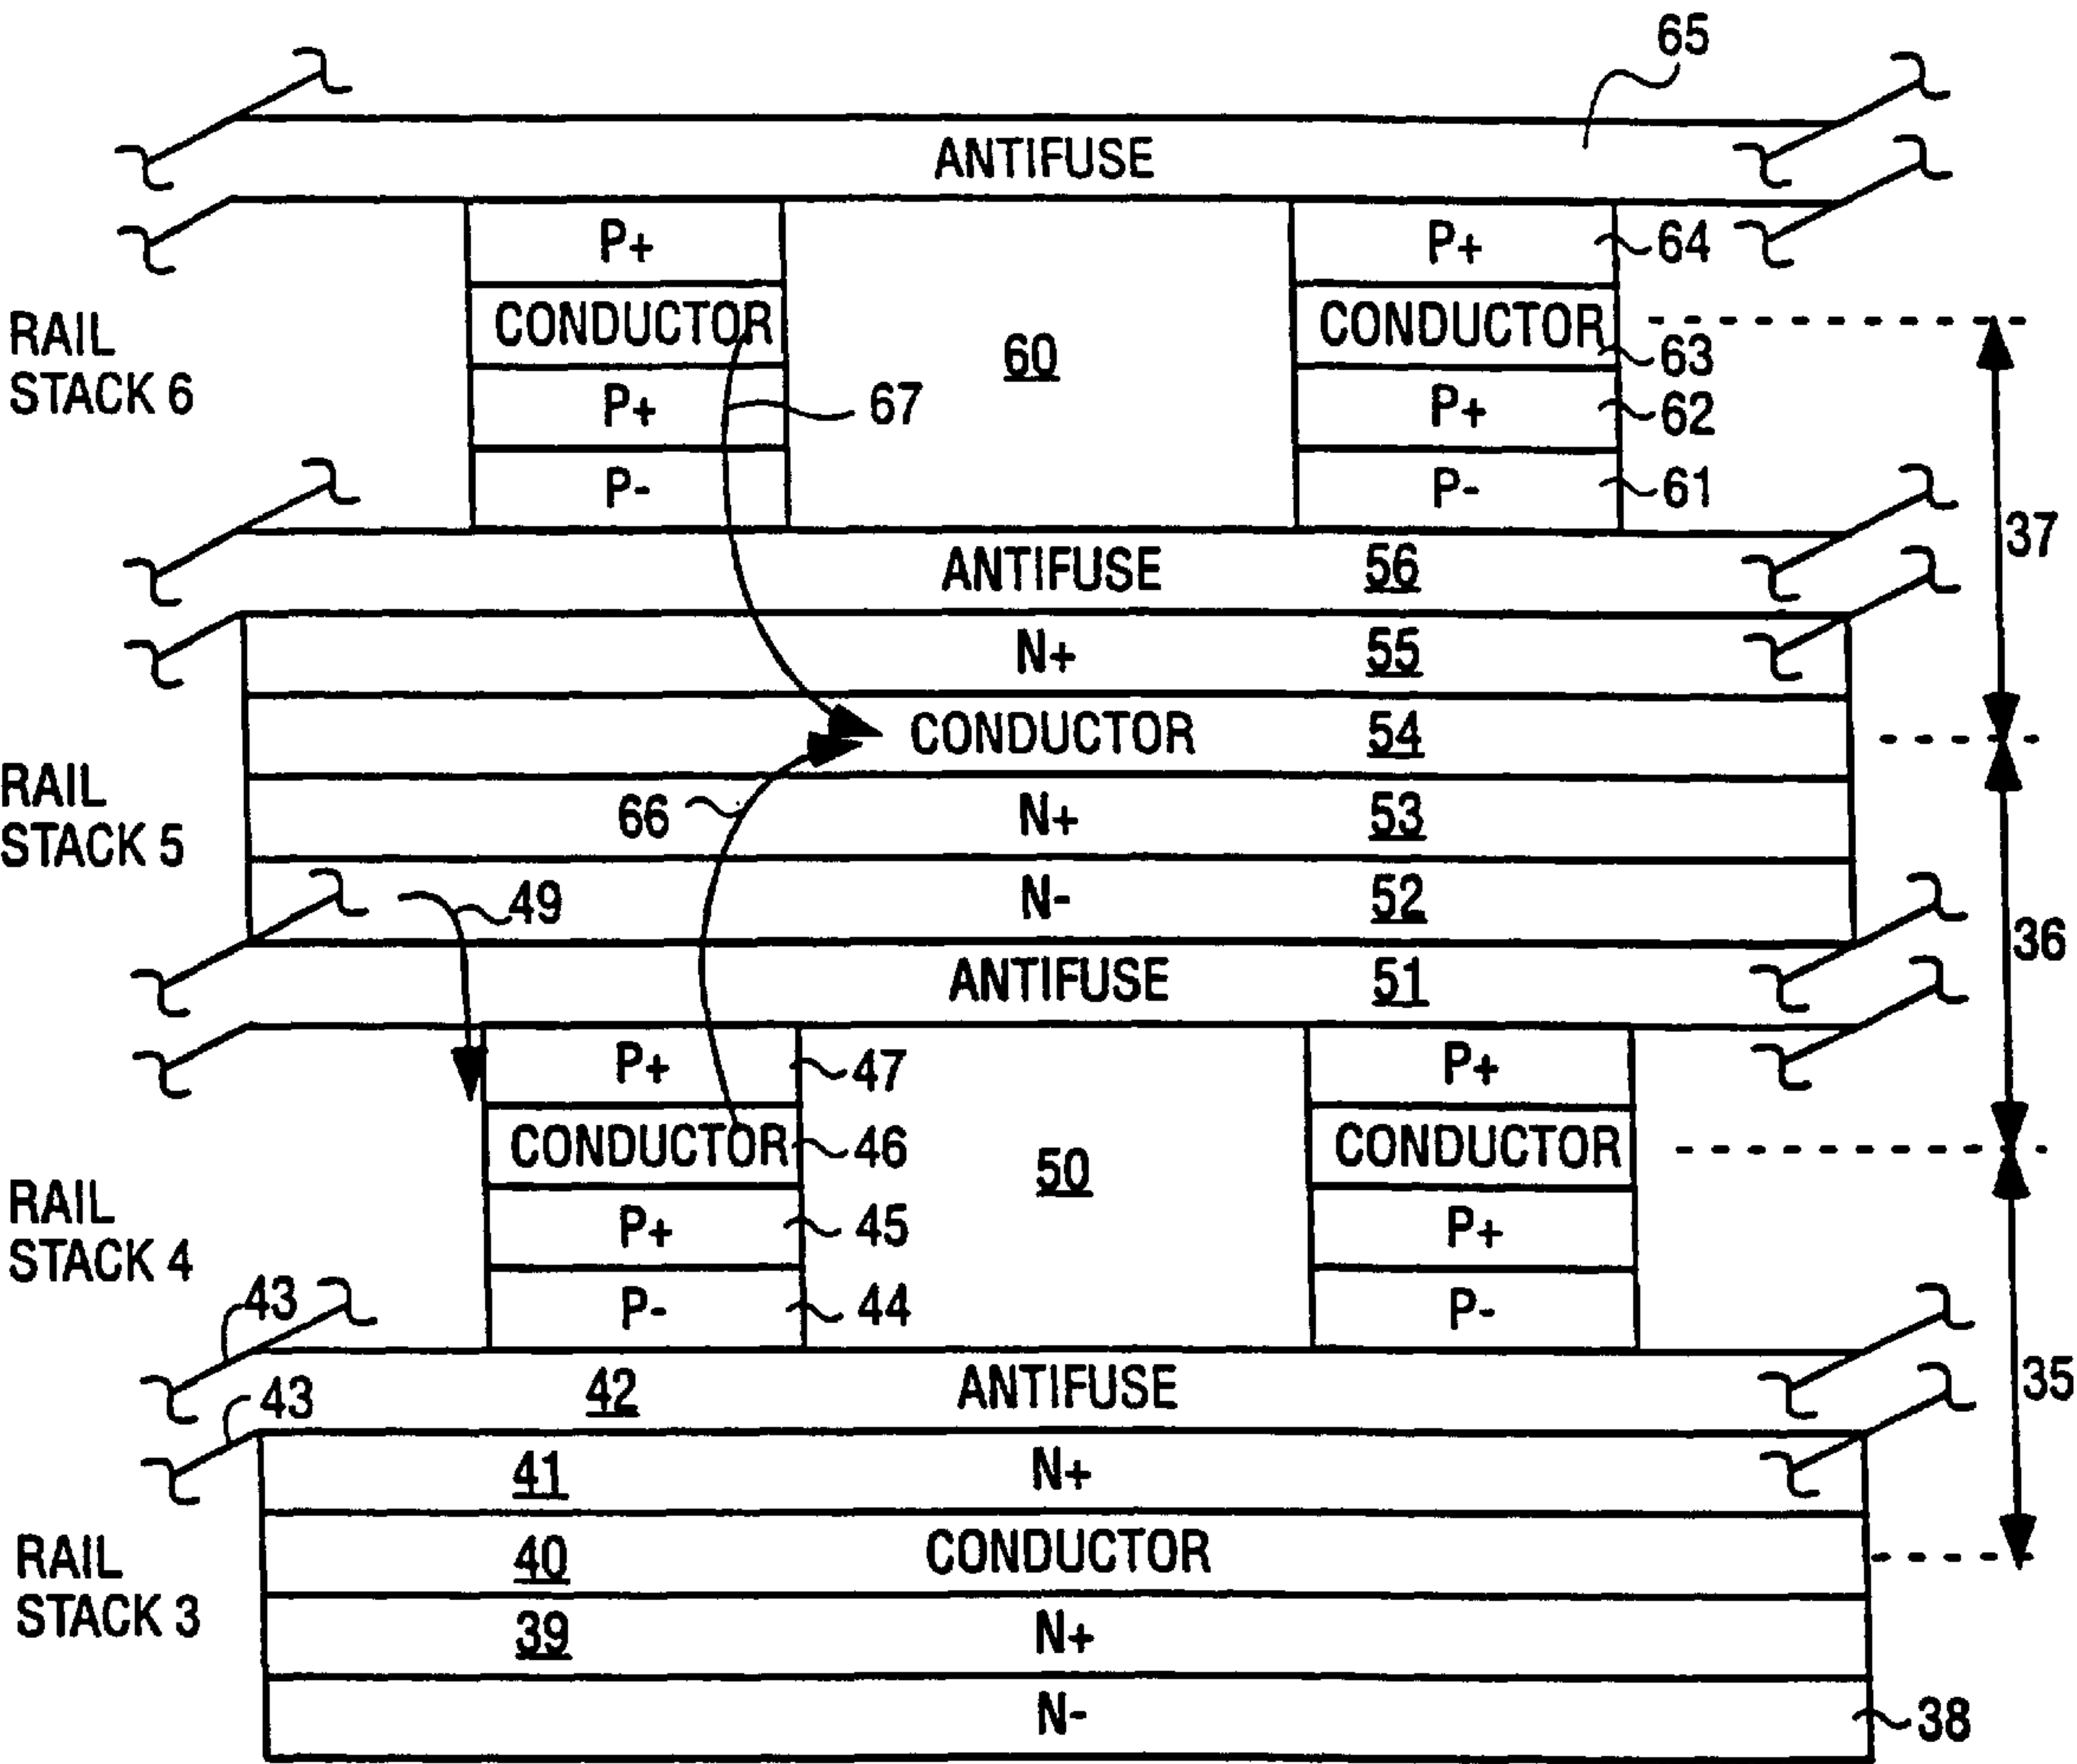 65
ANTIFUSE
P+ P+ 64
CONDUCTOR CONDUCTOR 63
RAIL
STACK 6
60
P+ 67 P+ 62
P- P- 61
37
ANTIFUSE 56
N+ 55
CONDUCTOR 54
RAIL
STACK 5
66 N+ 53
49 N- 52
36
ANTIFUSE 51
P+ 47 P+
CONDUCTOR 46 CONDUCTOR
50
RAIL
STACK 4
P+ 45 P+
43 P- 44 P-
35
42 ANTIFUSE
43
41 N+
40 CONDUCTOR
RAIL
STACK 3
39 N+
N- 38